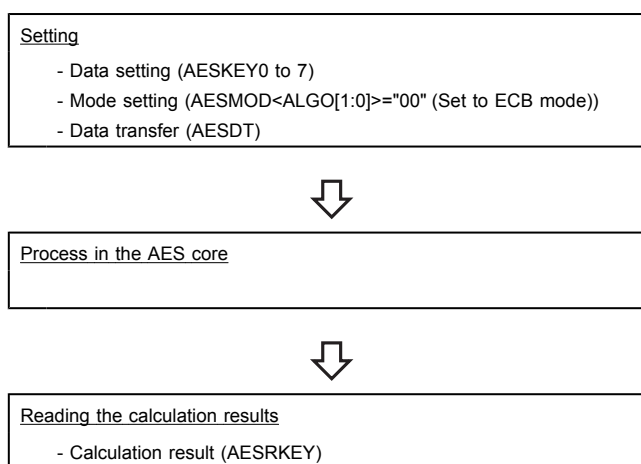 Setting
- Data setting (AESKEY0 to 7)
- Mode setting (AESMOD<ALGO[1:0]>="00" (Set to ECB mode))
- Data transfer (AESDT)
Process in the AES core
Reading the calculation results
- Calculation result (AESRKEY)